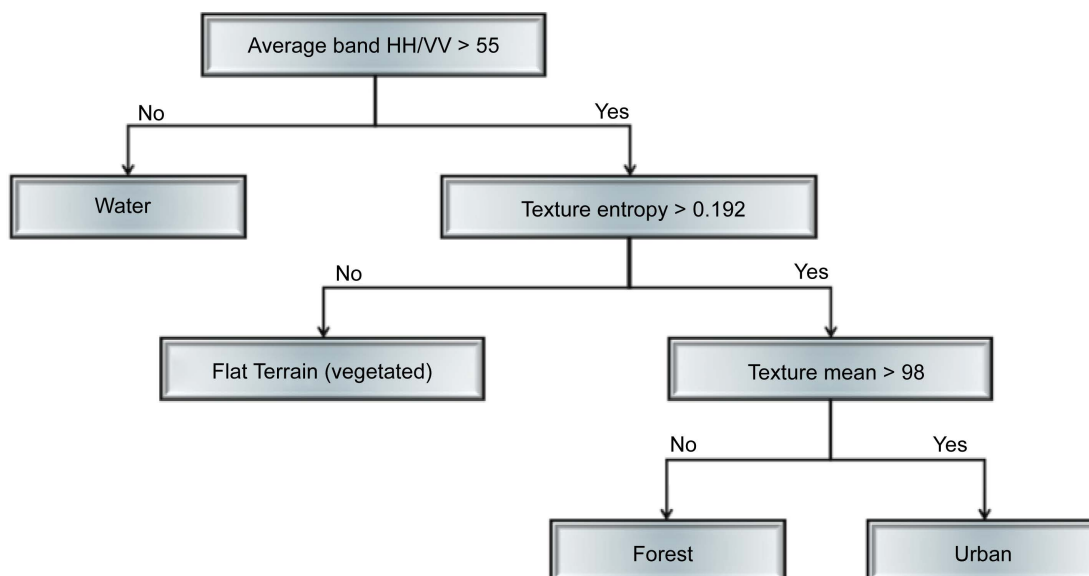 Average band HH/VV > 55
No
Yes
Water
Texture entropy > 0.192
No
Yes
Flat Terrain (vegetated)
Texture mean > 98
No
Yes
Forest
Urban